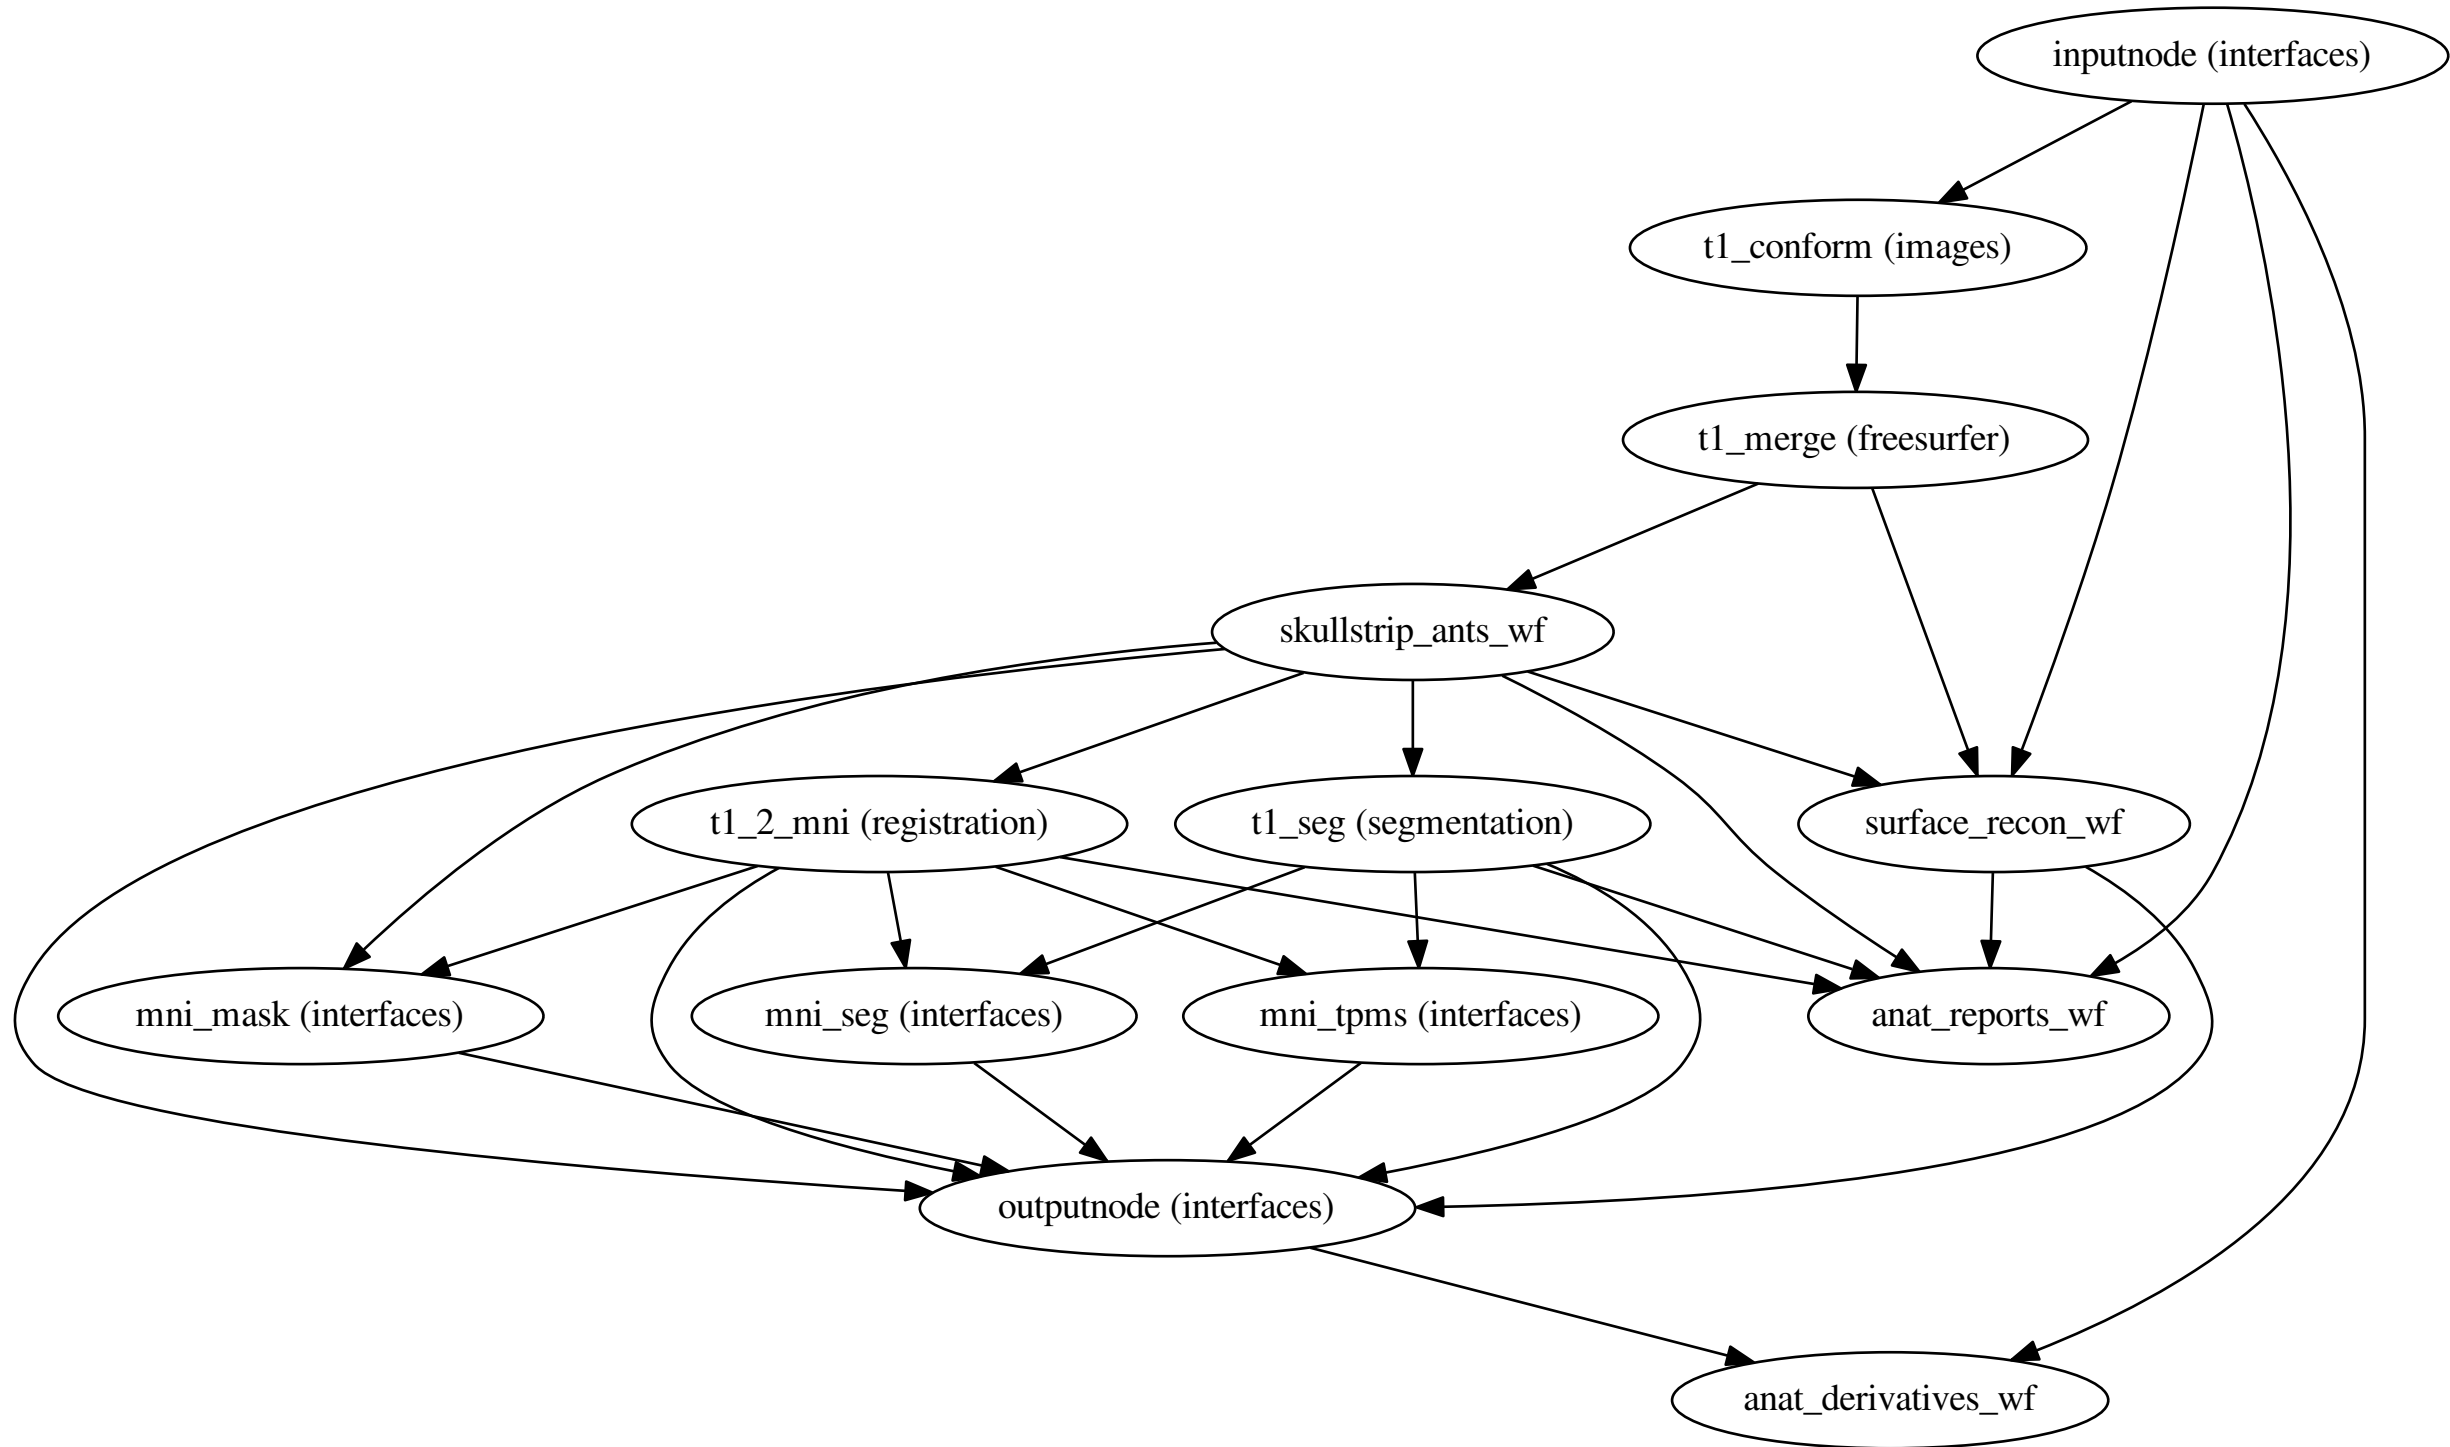 inputnode (interfaces)
t1_conform (images)
t1_merge (freesurfer)
skullstrip_ants_wf
t1_2_mni (registration)
t1_seg (segmentation)
surface_recon_wf
mni_mask (interfaces)
mni_seg (interfaces)
mni_tpms (interfaces)
anat_reports_wf
outputnode (interfaces)
anat_derivatives_wf